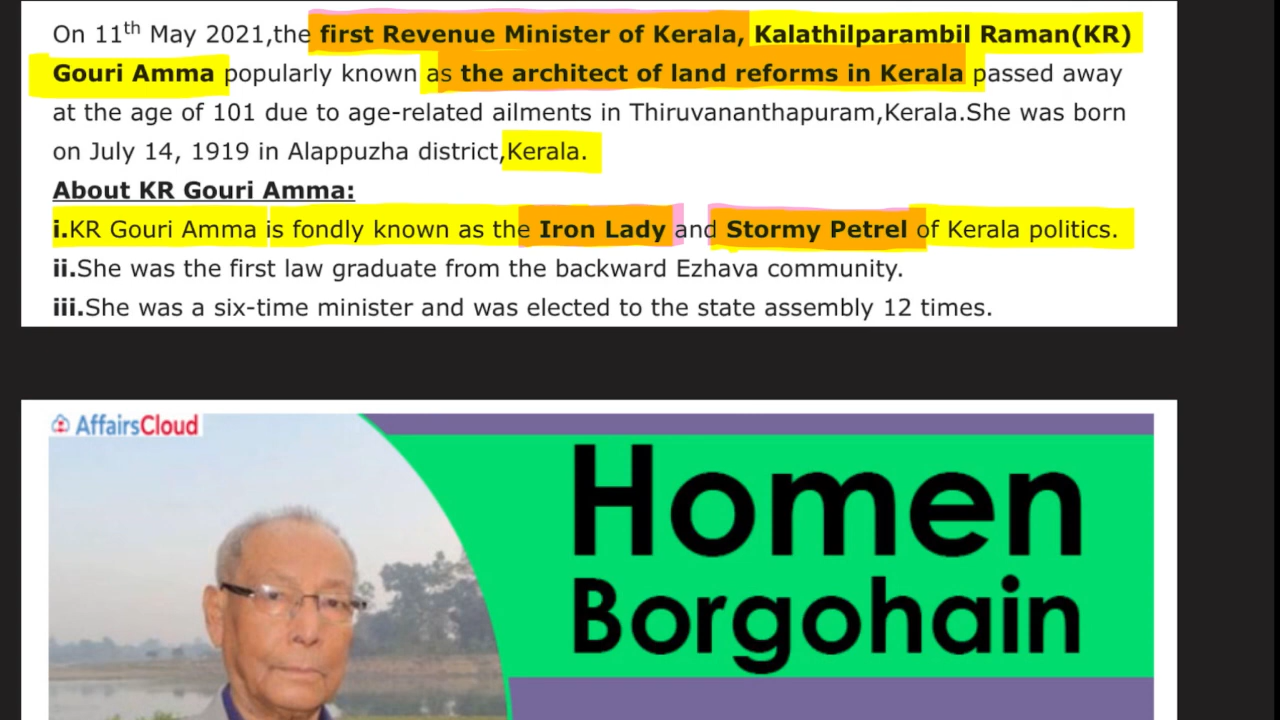 On 11th May 2021,the first Revenue Minister of Kerala, Kalathilparambil Raman(KR)
Gouri Amma popularly known as the architect of land reforms in Kerala passed away
at the age of 101 due to age-related ailments in Thiruvananthapuram,Kerala.She was born
on July 14, 1919 in Alappuzha district,Kerala.
About KR Gouri Amma:
i.KR Gouri Amma is fondly known as the Iron Lady and Stormy Petrel of Kerala politics.
ii.She was the first law graduate from the backward Ezhava community.
iii.She was a six-time minister and was elected to the state assembly 12 times.
AffairsCloud
Homen
Borgohain